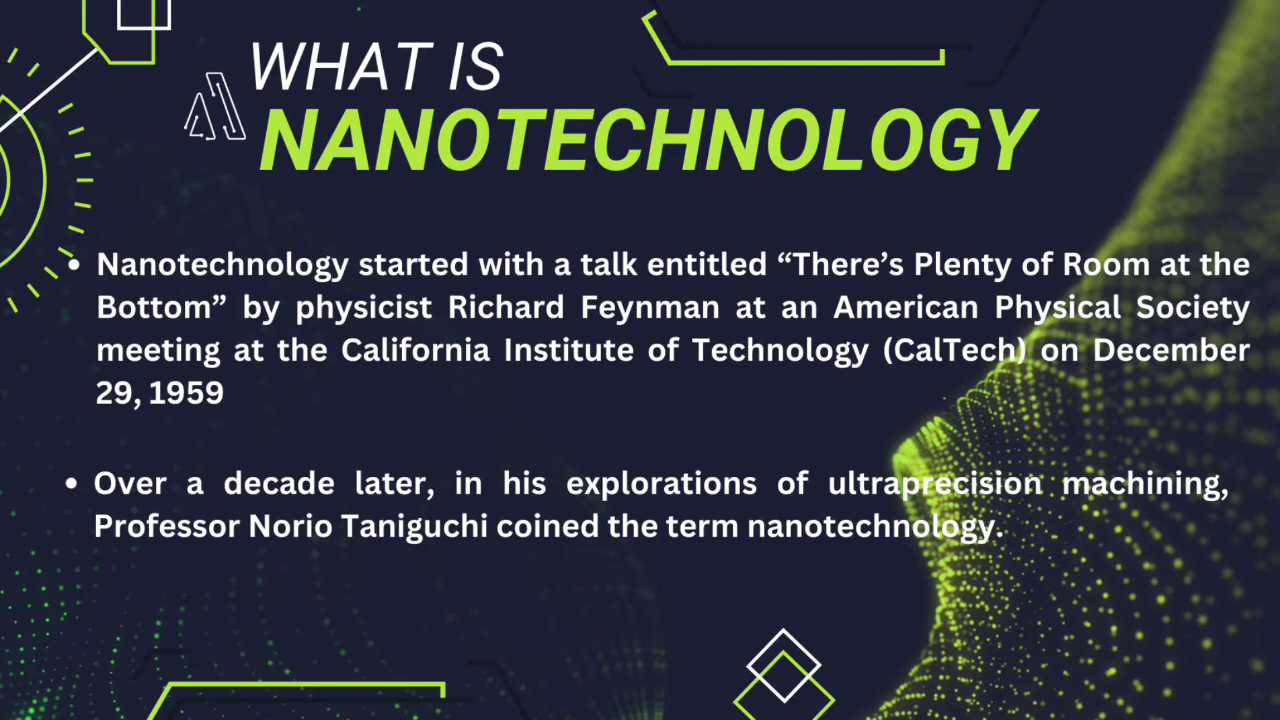 WHAT IS
NANOTECHNOLOGY
• Nanotechnology started with a talk entitled “There’s Plenty of Room at the
Bottom” by physicist Richard Feynman at an American Physical Society
meeting at the California Institute of Technology (CalTech) on December
29, 1959
• Over a decade later, in his explorations of ultraprecision machining,
Professor Norio Taniguchi coined the term nanotechnology.